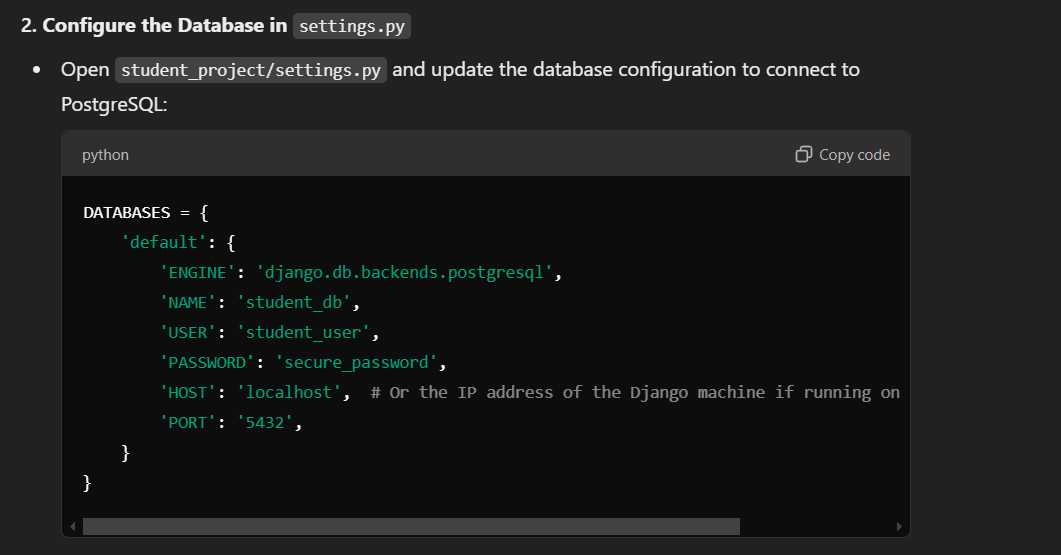 2. Configure the Database in settings.py
• Open student_project/settings.py and update the database configuration to connect to
PostgreSQL:
python
Copy code
DATABASES = {
    'default': {
        'ENGINE': 'django.db.backends.postgresql',
        'NAME': 'student_db',
        'USER': 'student_user',
        'PASSWORD': 'secure_password',
        'HOST': 'localhost',  # Or the IP address of the Django machine if running on
        'PORT': '5432',
    }
}